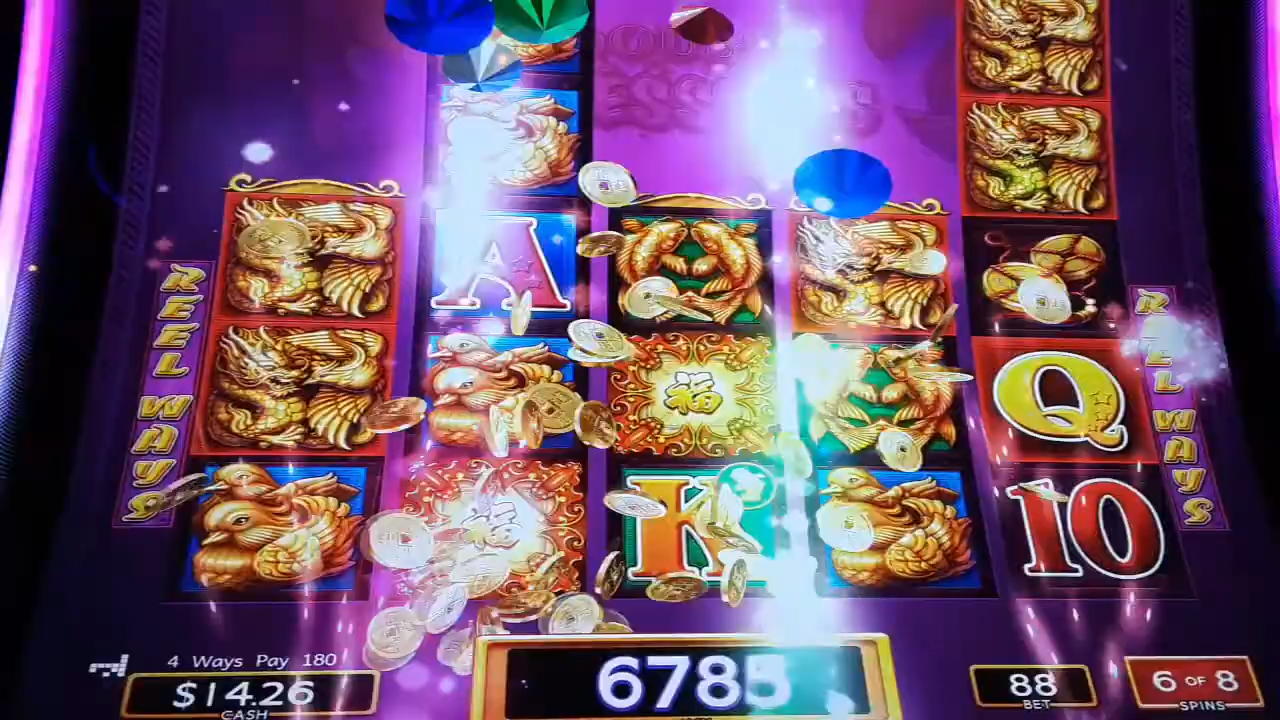 A
REEL WAYS
REEL WAYS
福
Q
K
10
4 Ways Pay 180
$14.26
CASH
6785
88
BET
6 OF 8
SPINS